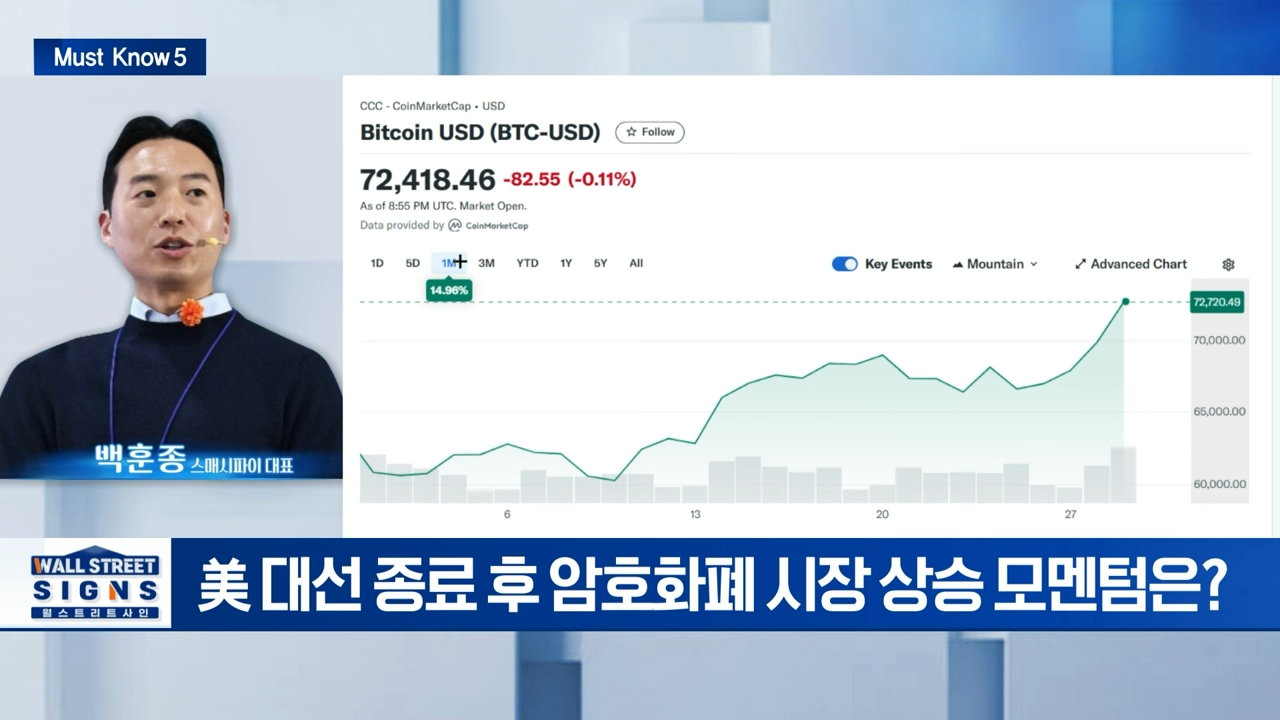 Must Know 5
CCC - CoinMarketCap • USD
Bitcoin USD (BTC-USD)
☆ Follow
72,418.46 -82.55 (-0.11%)
As of 8:55 PM UTC. Market Open.
Data provided by CoinMarketCap
1D 5D 1M 3M YTD 1Y 5Y All
Key Events Mountain Advanced Chart
14.96%
72,720.49
70,000.00
65,000.00
60,000.00
6 13 20 27
백훈종 스매시파이 대표
WALL STREET
SIGNS
월스트리트사인
美 대선 종료 후 암호화폐 시장 상승 모멘텀은?